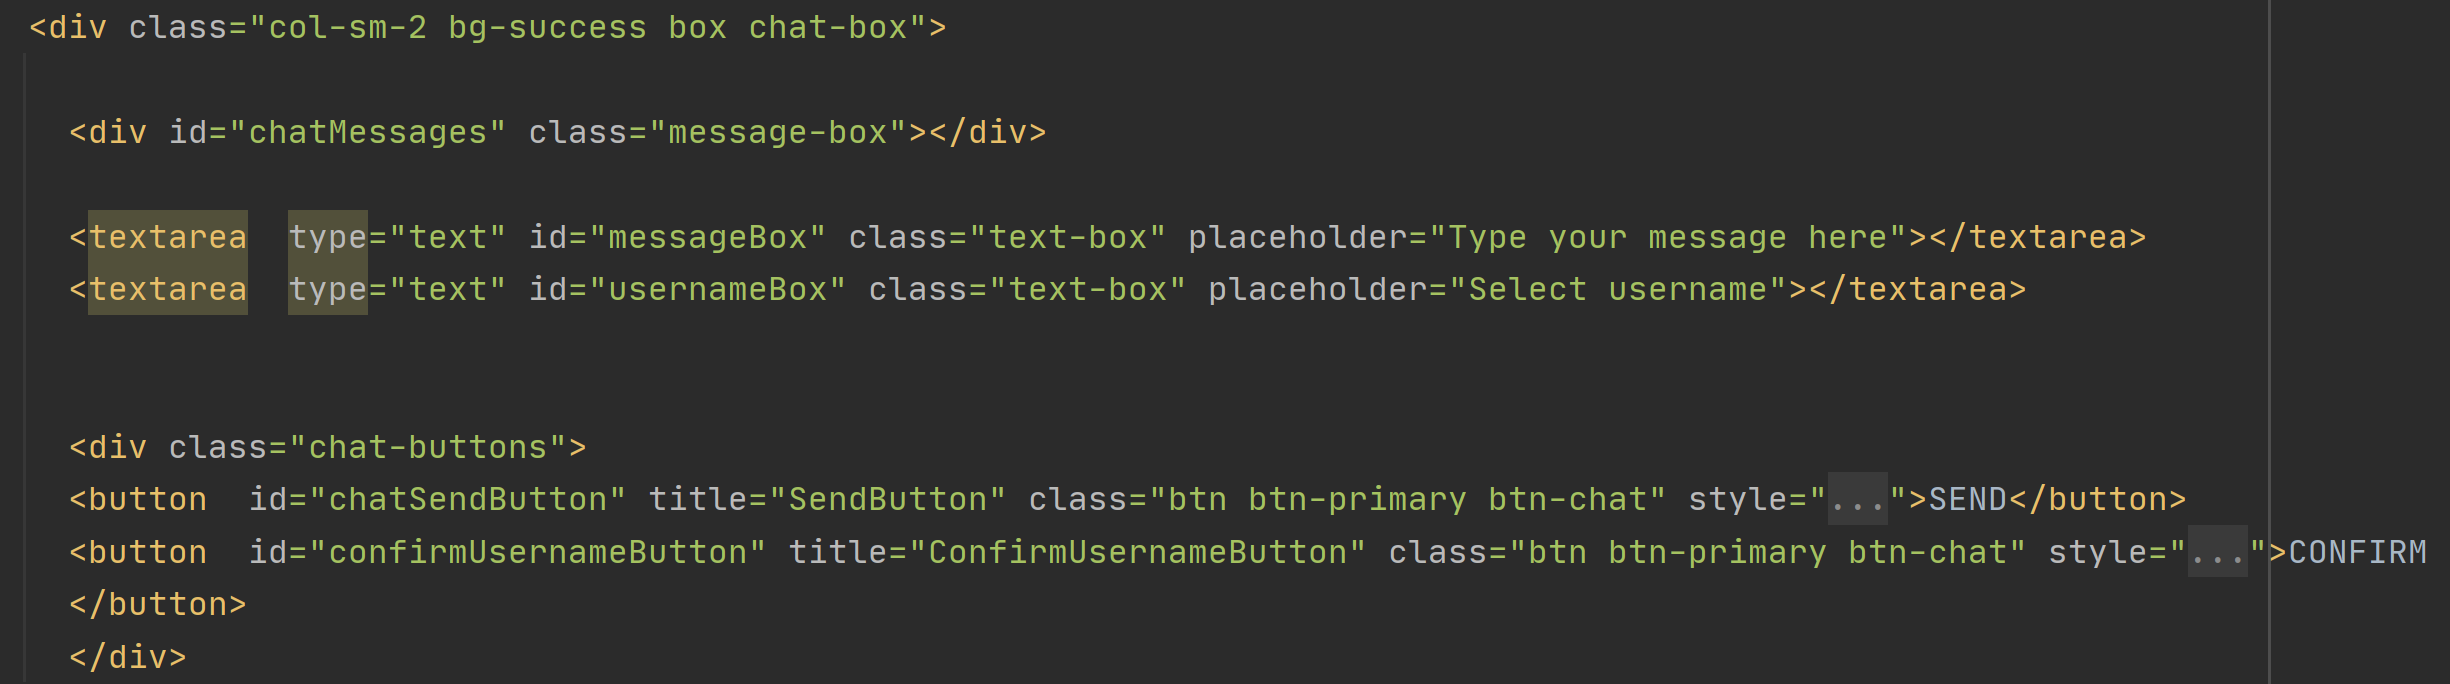 <div class="col-sm-2 bg-success box chat-box">
<div id="chatMessages" class="message-box"></div>
<textarea  type="text" id="messageBox" class="text-box" placeholder="Type your message here"></textarea>
<textarea  type="text" id="usernameBox" class="text-box" placeholder="Select username"></textarea>
<div class="chat-buttons">
<button  id="chatSendButton" title="SendButton" class="btn btn-primary btn-chat" style="...">SEND</button>
<button  id="confirmUsernameButton" title="ConfirmUsernameButton" class="btn btn-primary btn-chat" style="...">CONFIRM
</button>
</div>